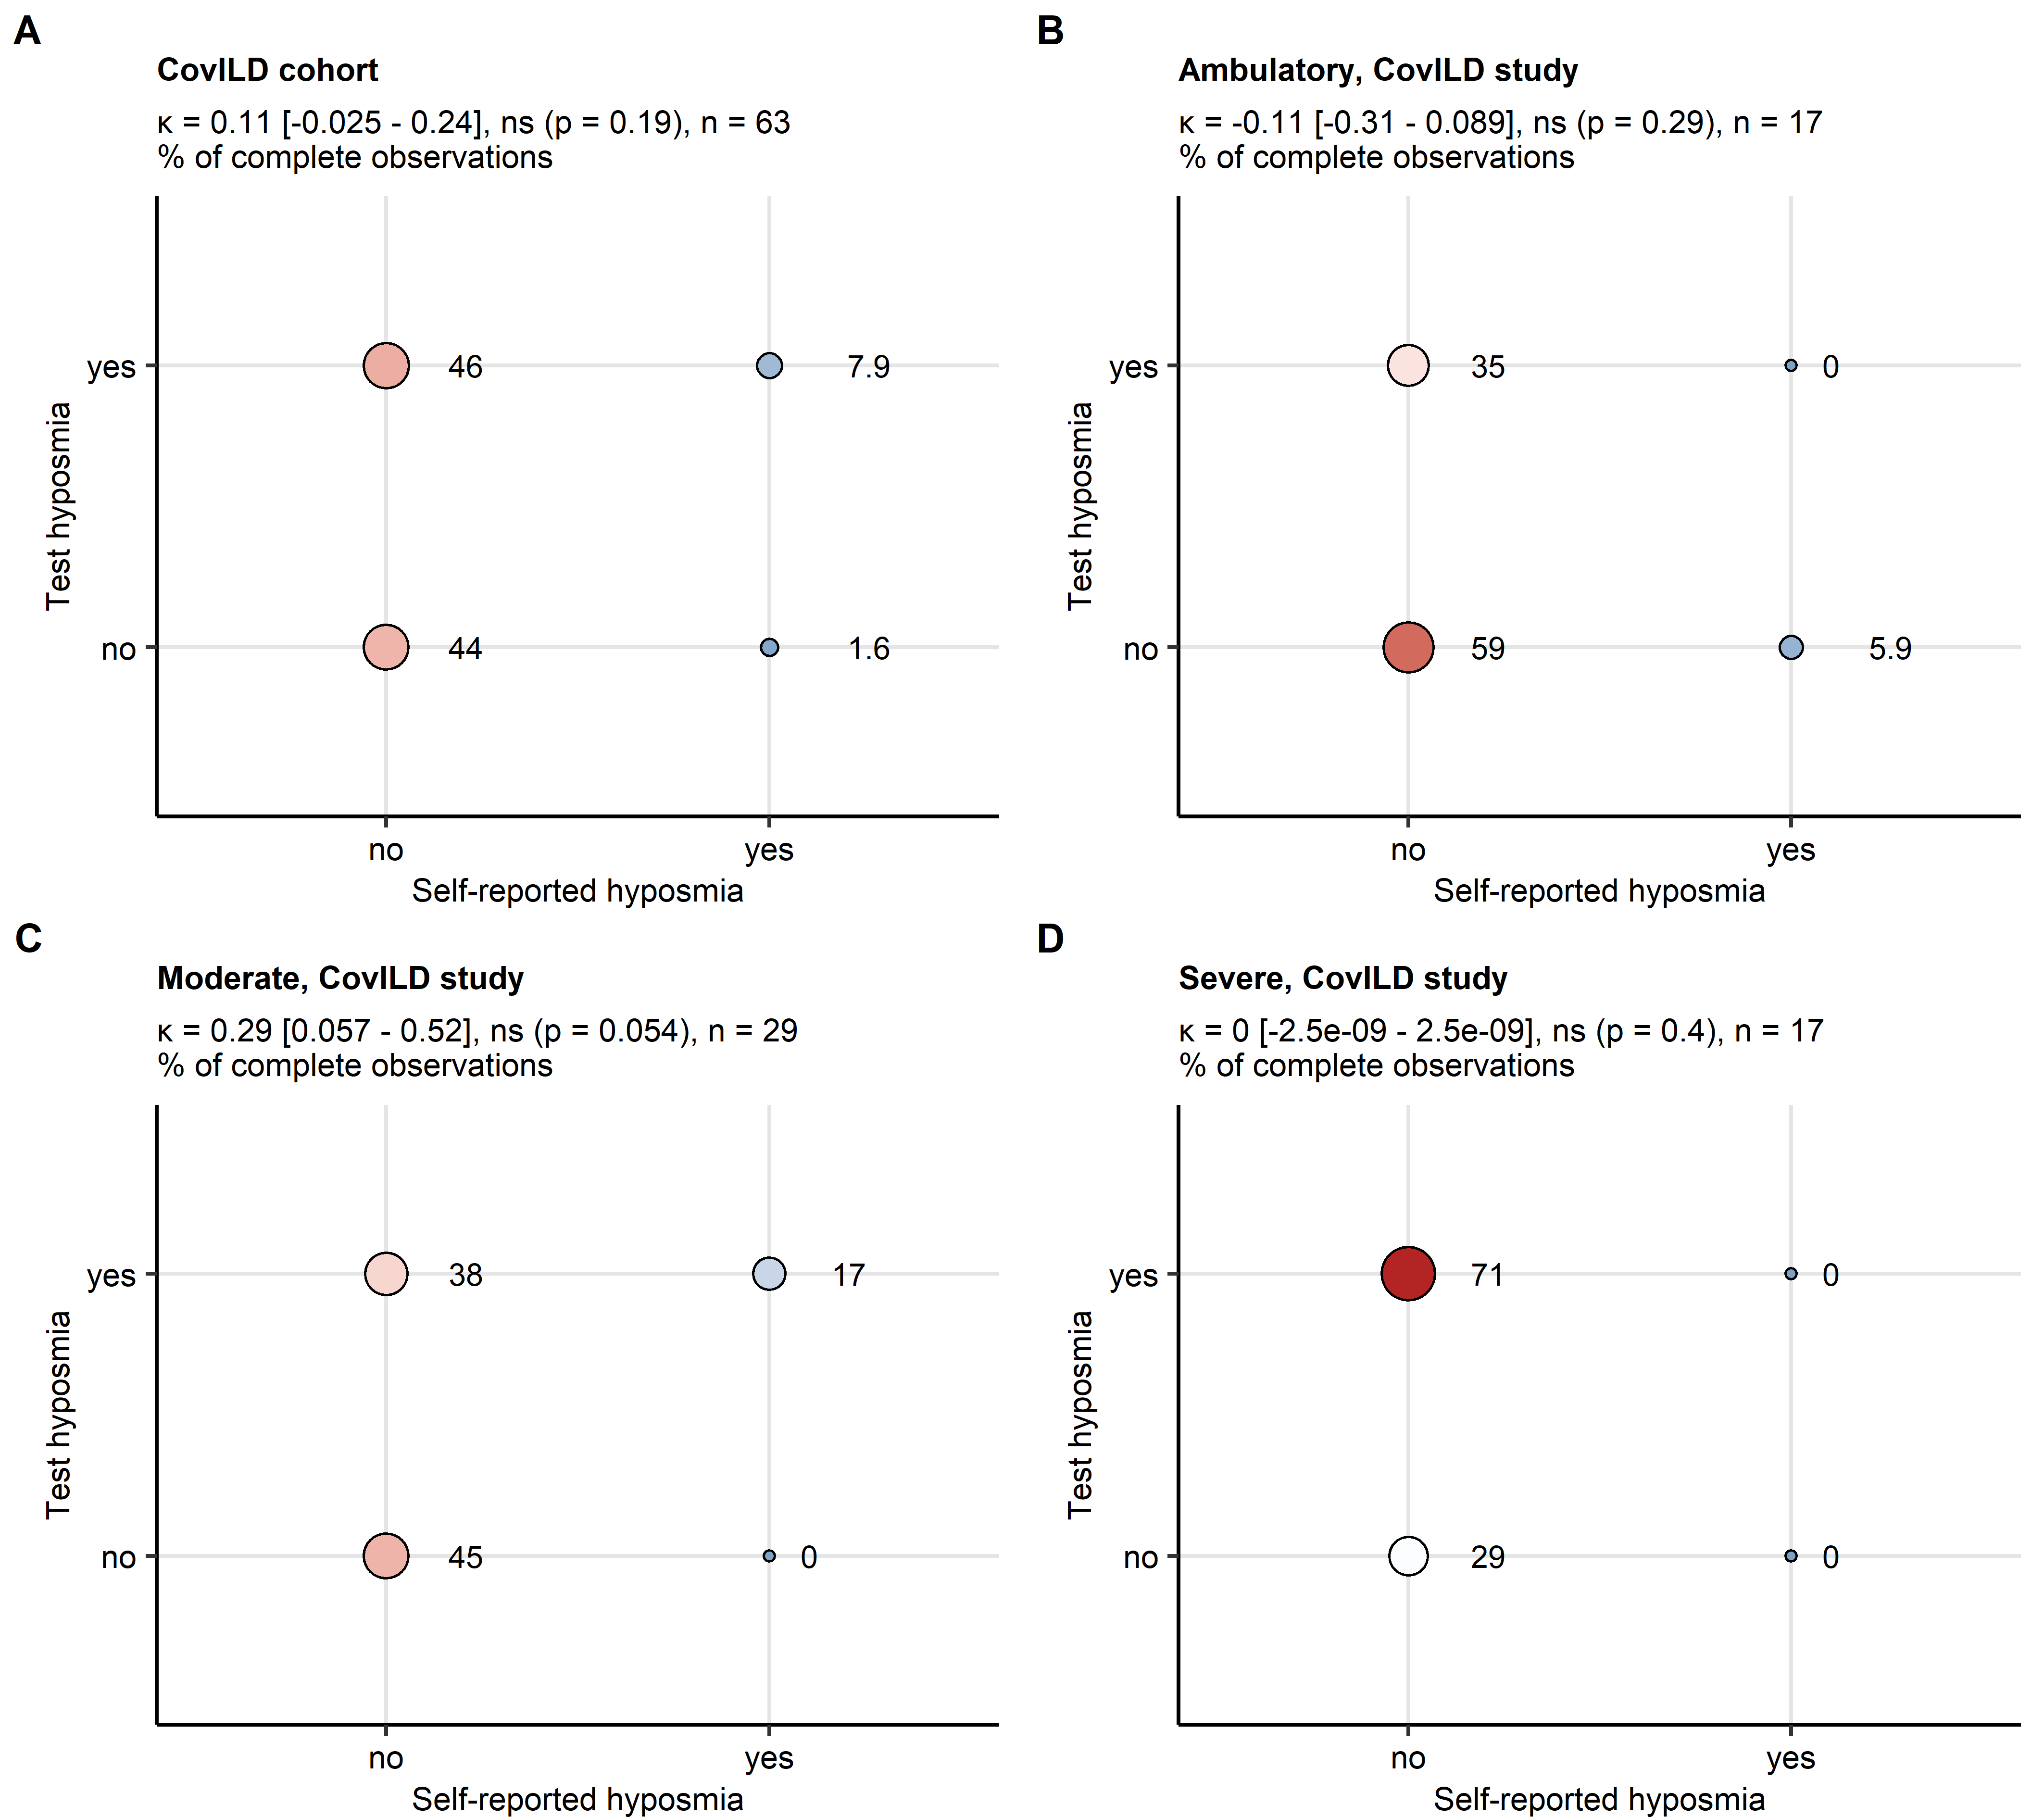 A
CovILD cohort
κ = 0.11 [-0.025 - 0.24], ns (p = 0.19), n = 63
% of complete observations
Test hyposmia
yes
46
7.9
no
44
1.6
no
yes
Self-reported hyposmia
B
Ambulatory, CovILD study
κ = -0.11 [-0.31 - 0.089], ns (p = 0.29), n = 17
% of complete observations
Test hyposmia
yes
35
0
no
59
5.9
no
yes
Self-reported hyposmia
C
Moderate, CovILD study
κ = 0.29 [0.057 - 0.52], ns (p = 0.054), n = 29
% of complete observations
Test hyposmia
yes
38
17
no
45
0
no
yes
Self-reported hyposmia
D
Severe, CovILD study
κ = 0 [-2.5e-09 - 2.5e-09], ns (p = 0.4), n = 17
% of complete observations
Test hyposmia
yes
71
0
no
29
0
no
yes
Self-reported hyposmia